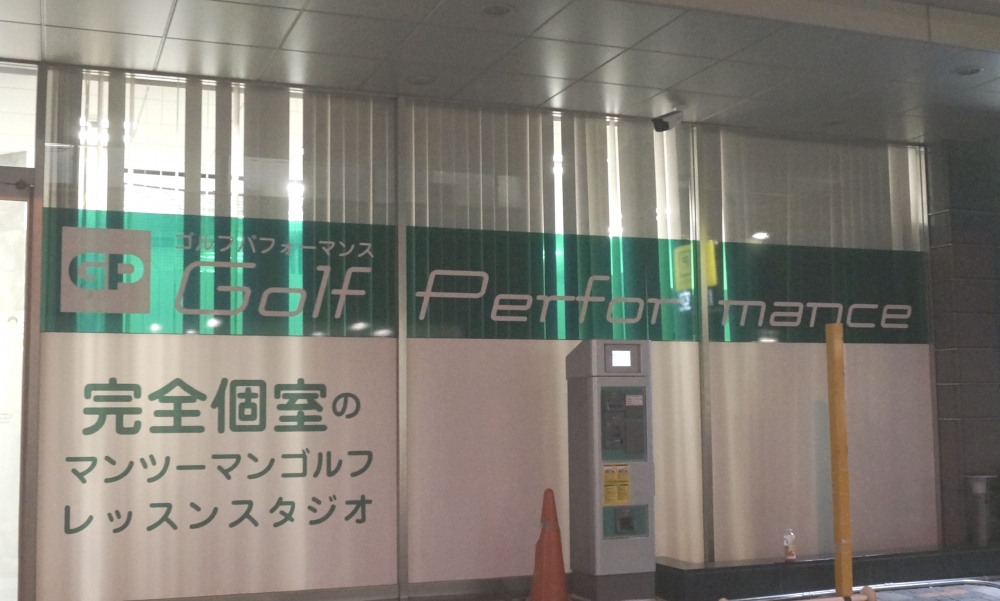 GP
ゴルフパフォーマンス
Golf Performance
完全個室の
マンツーマンゴルフ
レッスンスタジオ